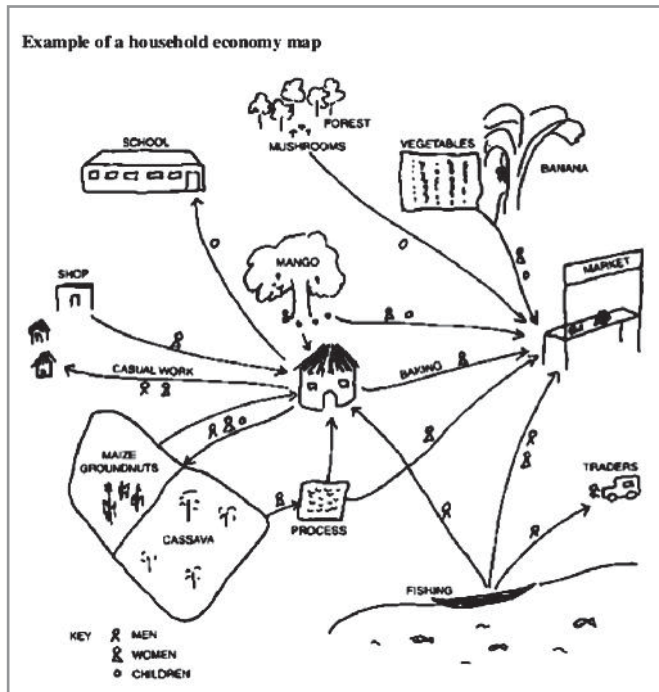 Example of a household economy map
FOREST
MUSHROOMS
SCHOOL
VEGETABLES
BANANA
MANGO
MARKET
SHOP
CASUAL WORK
BAKING
MAIZE
GROUNDNUTS
TRADERS
PROCESS
CASSAVA
FISHING
KEY
MEN
WOMEN
CHILDREN